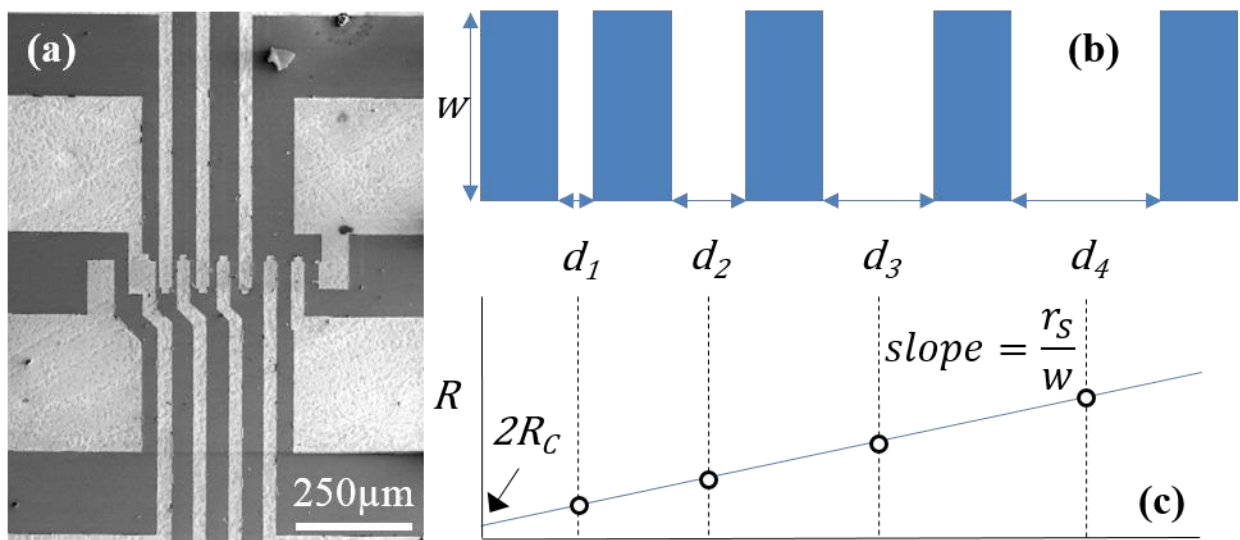 (a)
250μm
w
(b)
d1 d2 d3 d4
R
2RC
slope = rS/w
(c)